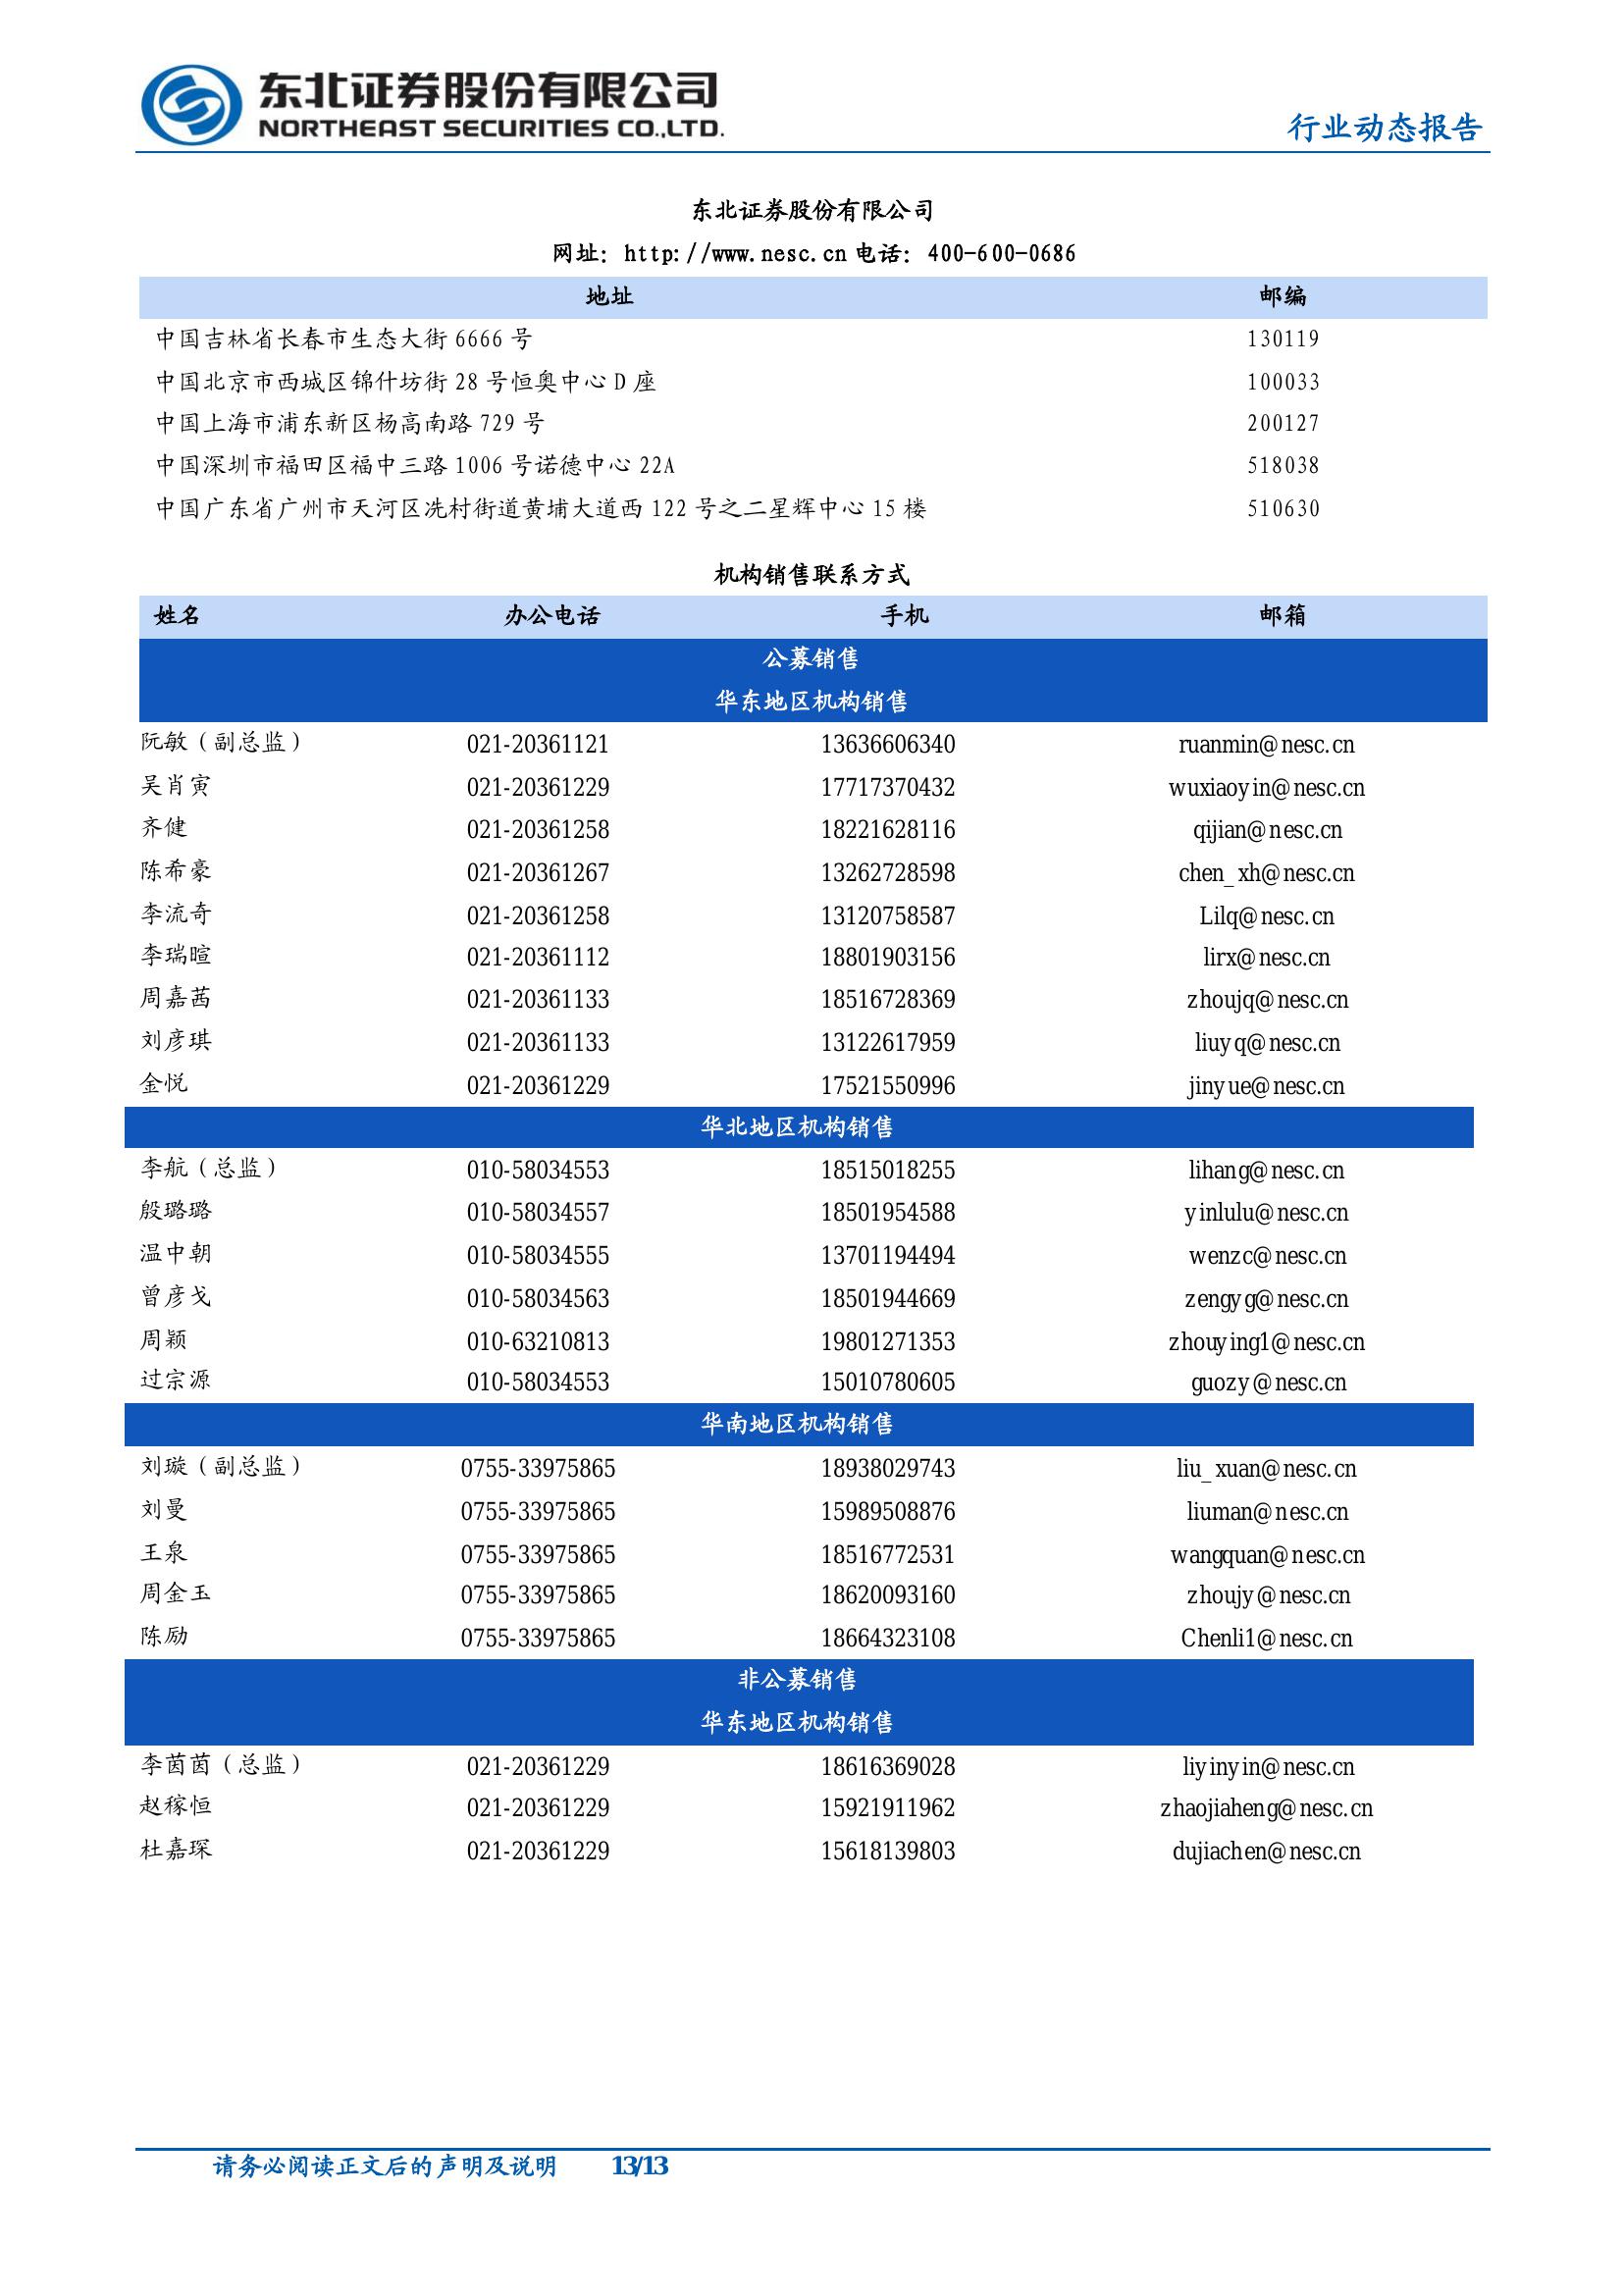 东北证券股份有限公司
NORTHEAST SECURITIES CO.,LTD.
行业动态报告
东北证券股份有限公司
网址：http://www.nesc.cn 电话：400-600-0686
地址 邮编
中国吉林省长春市生态大街 6666 号 130119
中国北京市西城区锦什坊街 28 号恒奥中心 D 座 100033
中国上海市浦东新区杨高南路 729 号 200127
中国深圳市福田区福中三路 1006 号诺德中心 22A 518038
中国广东省广州市天河区冼村街道黄埔大道西 122 号之二星辉中心 15 楼 510630
机构销售联系方式
姓名 办公电话 手机 邮箱
公募销售
华东地区机构销售
阮敏（副总监） 021-20361121 13636606340 ruanmin@nesc.cn
吴肖寅 021-20361229 17717370432 wuxiaoyin@nesc.cn
齐健 021-20361258 18221628116 qijian@nesc.cn
陈希豪 021-20361267 13262728598 chen_xh@nesc.cn
李流奇 021-20361258 13120758587 Lilq@nesc.cn
李瑞暄 021-20361112 18801903156 lirx@nesc.cn
周嘉茜 021-20361133 18516728369 zhoujq@nesc.cn
刘彦琪 021-20361133 13122617959 liuyq@nesc.cn
金悦 021-20361229 17521550996 jinyue@nesc.cn
华北地区机构销售
李航（总监） 010-58034553 18515018255 lihang@nesc.cn
殷璐璐 010-58034557 18501954588 yinlulu@nesc.cn
温中朝 010-58034555 13701194494 wenzc@nesc.cn
曾彦戈 010-58034563 18501944669 zengyg@nesc.cn
周颖 010-63210813 19801271353 zhouying1@nesc.cn
过宗源 010-58034553 15010780605 guozy@nesc.cn
华南地区机构销售
刘璇（副总监） 0755-33975865 18938029743 liu_xuan@nesc.cn
刘曼 0755-33975865 15989508876 liuman@nesc.cn
王泉 0755-33975865 18516772531 wangquan@nesc.cn
周金玉 0755-33975865 18620093160 zhoujy@nesc.cn
陈励 0755-33975865 18664323108 Chenli1@nesc.cn
非公募销售
华东地区机构销售
李茵茵（总监） 021-20361229 18616369028 liyinyin@nesc.cn
赵稼恒 021-20361229 15921911962 zhaojiaheng@nesc.cn
杜嘉琛 021-20361229 15618139803 dujiachen@nesc.cn
请务必阅读正文后的声明及说明 13/13